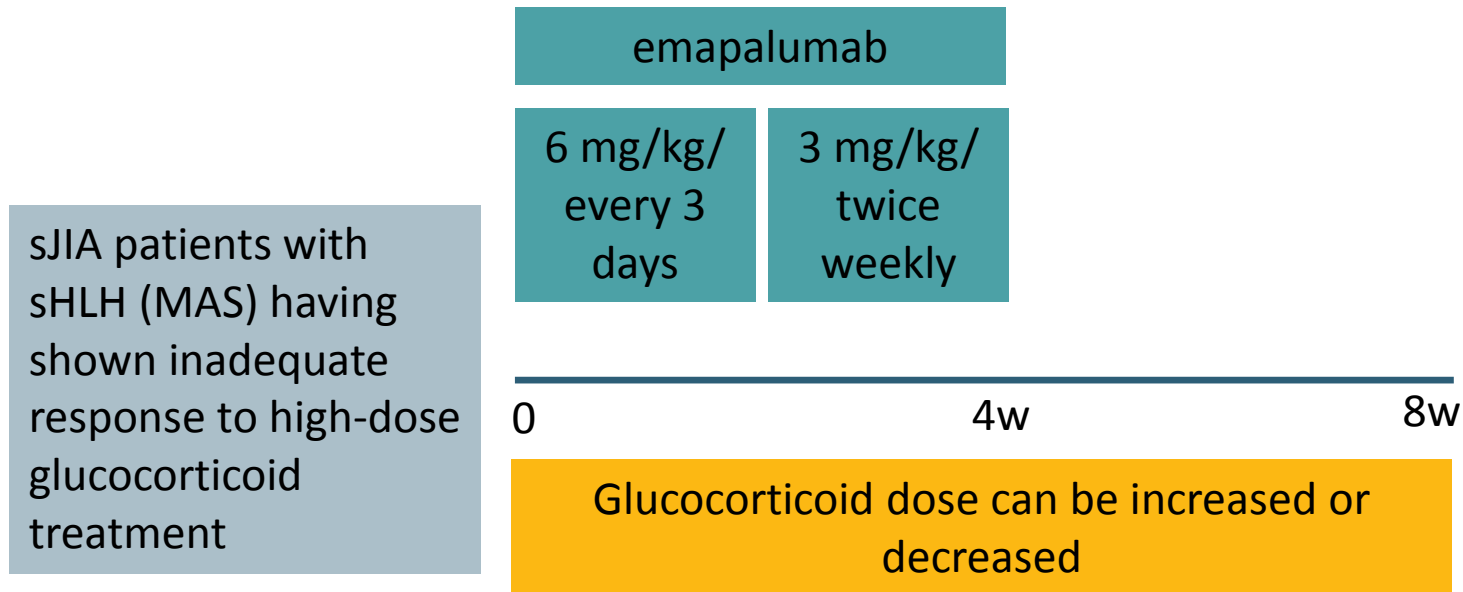 emapalumab
6 mg/kg/
every 3
days
3 mg/kg/
twice
weekly
sJIA patients with
sHLH (MAS) having
shown inadequate
response to high-dose
glucocorticoid
treatment
0
4w
8w
Glucocorticoid dose can be increased or
decreased